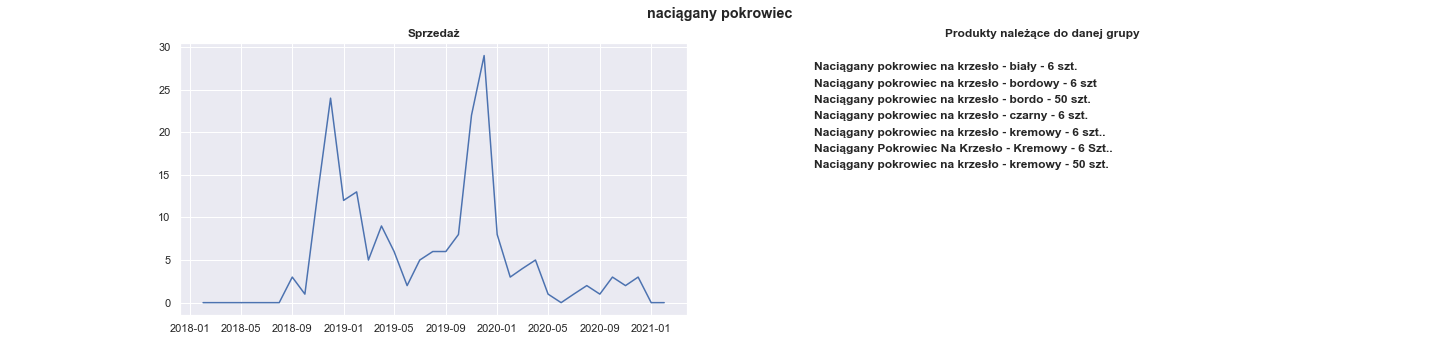 naciągany pokrowiec
Sprzedaż
30
25
20
15
10
5
0
2018-01 2018-05 2018-09 2019-01 2019-05 2019-09 2020-01 2020-05 2020-09 2021-01
Produkty należące do danej grupy
Naciągany pokrowiec na krzesło - biały - 6 szt.
Naciągany pokrowiec na krzesło - bordowy - 6 szt
Naciągany pokrowiec na krzesło - bordo - 50 szt.
Naciągany pokrowiec na krzesło - czarny - 6 szt.
Naciągany pokrowiec na krzesło - kremowy - 6 szt..
Naciągany Pokrowiec Na Krzesło - Kremowy - 6 Szt..
Naciągany pokrowiec na krzesło - kremowy - 50 szt.